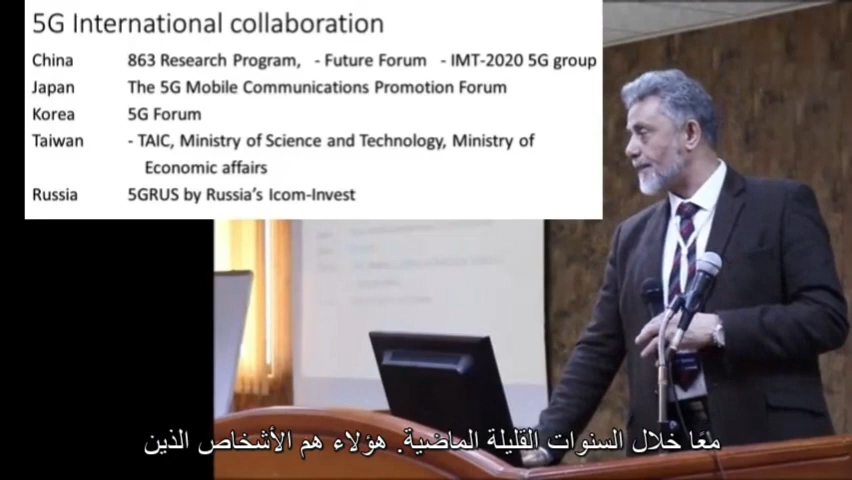 5G International collaboration
China 863 Research Program, - Future Forum - IMT-2020 5G group
Japan The 5G Mobile Communications Promotion Forum
Korea 5G Forum
Taiwan - TAIC, Ministry of Science and Technology, Ministry of
Economic affairs
Russia 5GRUS by Russia's Icom-Invest
معًا خلال السنوات القليلة الماضية. هؤلاء هم الأشخاص الذين